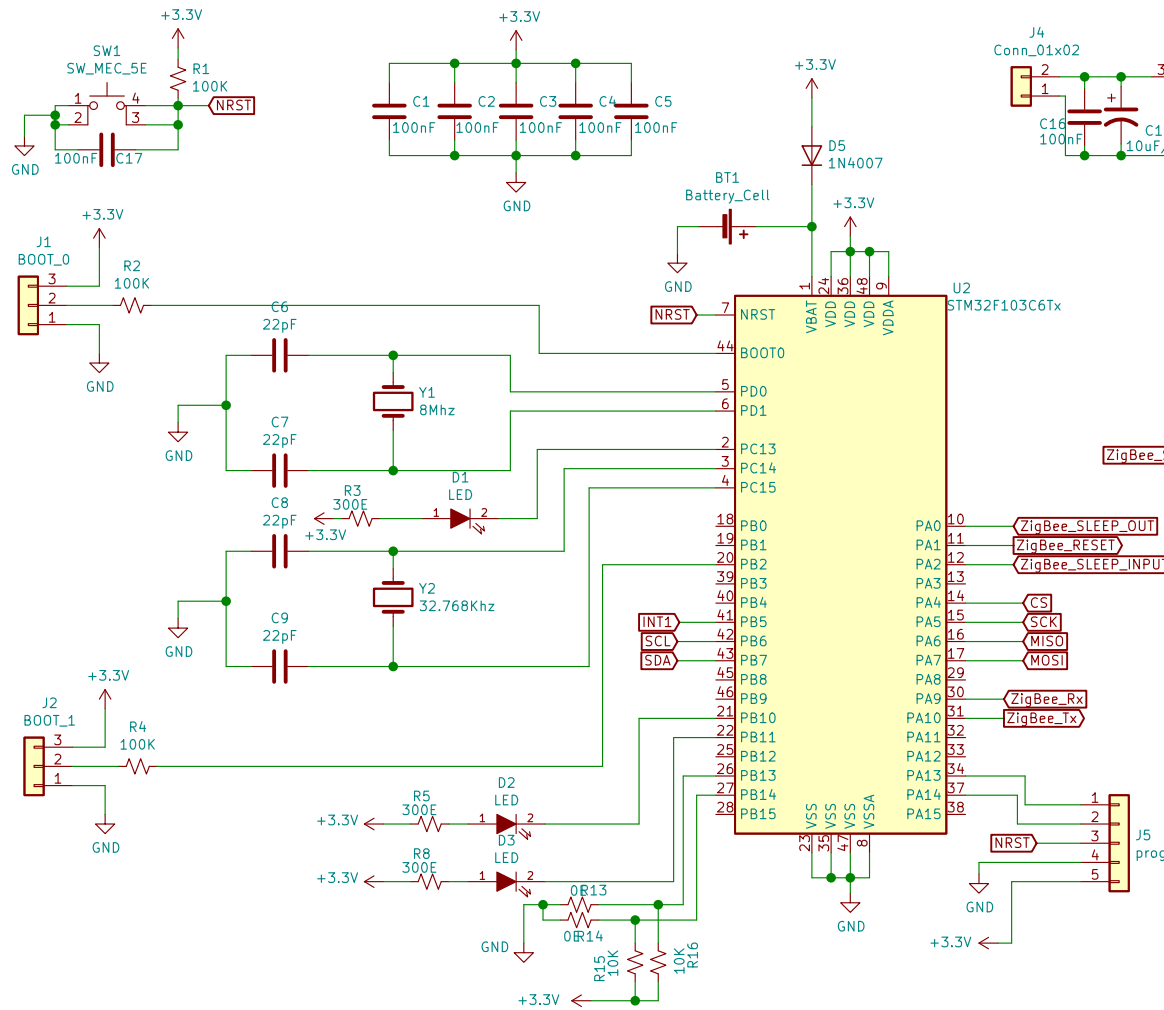 +3.3V
SW1
SW_MEC_5E
R1
100K
1
4
2
3
NRST
100nF
C17
GND
+3.3V
C1
100nF
C2
100nF
C3
100nF
C4
100nF
C5
100nF
GND
+3.3V
D5
1N4007
BT1
Battery_Cell
+
GND
+3.3V
J4
Conn_01x02
2
1
3
+
C16
100nF
C1
10uF/
J1
BOOT_0
+3.3V
3
2
1
R2
100K
GND
C6
22pF
C7
22pF
GND
Y1
8Mhz
D1
LED
R3
300E
+3.3V
1
2
C8
22pF
C9
22pF
GND
Y2
32.768Khz
J2
BOOT_1
+3.3V
3
2
1
R4
100K
GND
U2
STM32F103C6Tx
1
24
36
48
9
VBAT
VDD
VDD
VDD
VDDA
NRST
7
NRST
44
BOOT0
5
PD0
6
PD1
2
PC13
3
PC14
4
PC15
18
PB0
19
PB1
20
PB2
39
PB3
40
PB4
INT1
41
PB5
SCL
42
PB6
SDA
43
PB7
45
PB8
46
PB9
21
PB10
22
PB11
25
PB12
26
PB13
27
PB14
28
PB15
ZigBee_S
PA0
10
ZigBee_SLEEP_OUT
PA1
11
ZigBee_RESET
PA2
12
ZigBee_SLEEP_INPUT
PA3
13
PA4
14
CS
PA5
15
SCK
PA6
16
MISO
PA7
17
MOSI
PA8
29
PA9
30
ZigBee_Rx
PA10
31
ZigBee_Tx
PA11
32
PA12
33
PA13
34
PA14
37
PA15
38
VSS
VSS
VSS
VSSA
23
35
47
8
GND
D2
LED
R5
300E
+3.3V
1
2
D3
LED
R8
300E
+3.3V
1
2
0E
R13
0E
R14
GND
R15
10K
10K
R16
+3.3V
1
2
3
4
5
NRST
GND
+3.3V
J5
prog